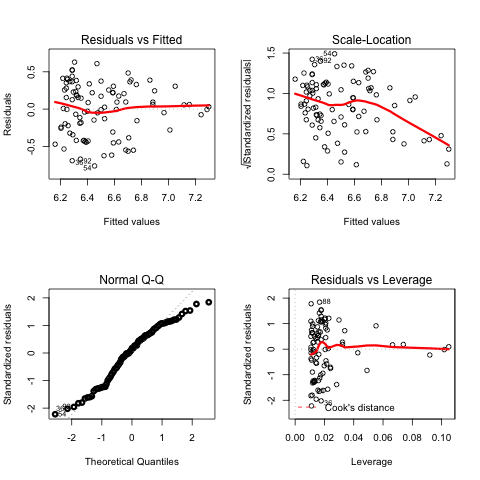 Residuals vs Fitted
Residuals
-0.5 0.0 0.5
54
6.2 6.4 6.6 6.8 7.0 7.2
Fitted values
Scale-Location
√|Standardized residuals|
0.0 0.5 1.0 1.5
54
6.2 6.4 6.6 6.8 7.0 7.2
Fitted values
Normal Q-Q
Standardized residuals
-2 -1 0 1 2
54
-2 -1 0 1 2
Theoretical Quantiles
Residuals vs Leverage
Standardized residuals
-2 -1 0 1 2
88
36
Cook's distance
0.00 0.02 0.04 0.06 0.08 0.10
Leverage